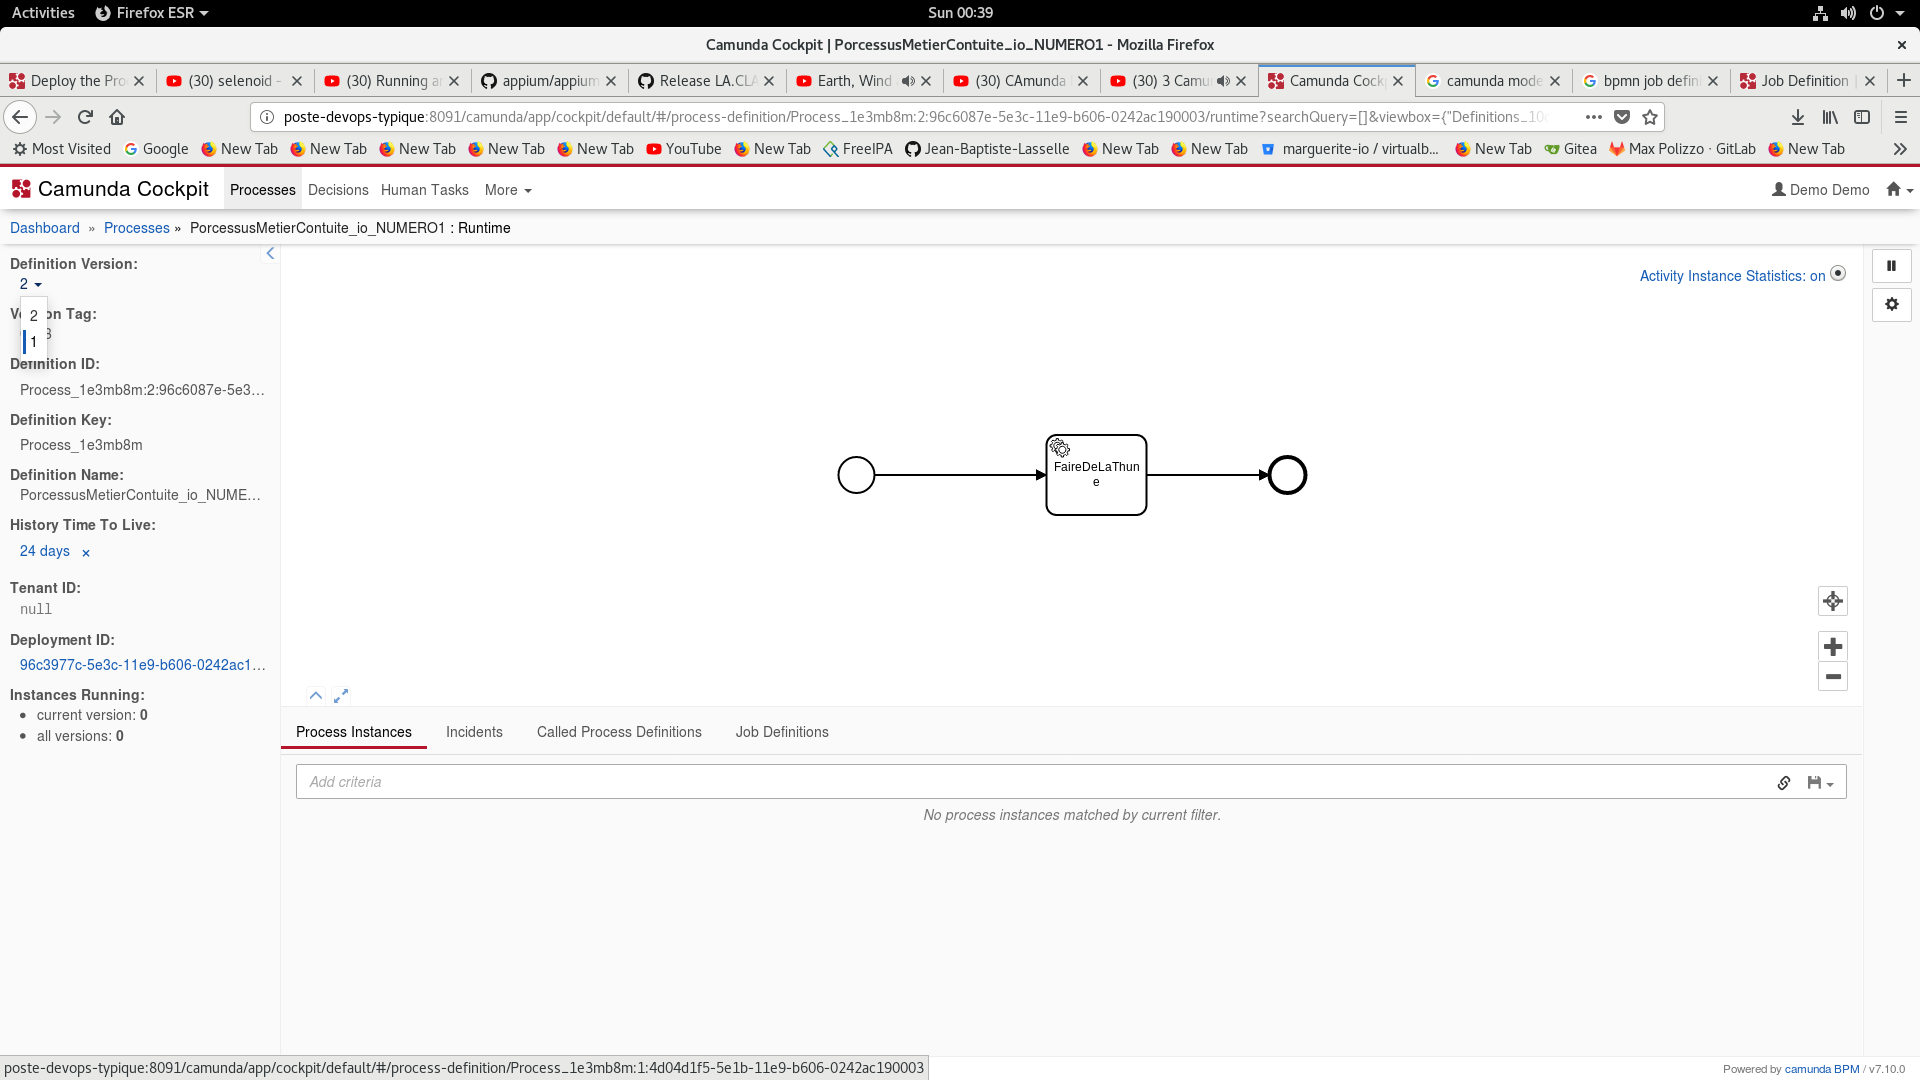 Activities Firefox ESR Sun 00:39
Camunda Cockpit | PorcessusMetierContuite_io_NUMERO1 - Mozilla Firefox
Deploy the Pro (30) selenoid - (30) Running a appium/appium Release LA.CLA Earth, Wind (30) CAmunda (30) 3 Camu Camunda Cock camunda mode bpmn job defin Job Definition |
poste-devops-typique:8091/camunda/app/cockpit/default/#/process-definition/Process_1e3mb8m:2:96c6087e-5e3c-11e9-b606-0242ac190003/runtime?searchQuery=[]&viewbox={"Definitions_10
Most Visited Google New Tab New Tab New Tab New Tab New Tab YouTube New Tab FreeIPA Jean-Baptiste-Lasselle New Tab New Tab marguerite-io / virtualb... New Tab Gitea Max Polizzo · GitLab New Tab
Camunda Cockpit Processes Decisions Human Tasks More Demo Demo
Dashboard » Processes » PorcessusMetierContuite_io_NUMERO1 : Runtime
Definition Version:
2
Activity Instance Statistics: on
2
1
Definition ID:
Process_1e3mb8m:2:96c6087e-5e3...
Definition Key:
Process_1e3mb8m
Definition Name:
PorcessusMetierContuite_io_NUME...
History Time To Live:
24 days ×
Tenant ID:
null
Deployment ID:
96c3977c-5e3c-11e9-b606-0242ac1...
Instances Running:
current version: 0
all versions: 0
FaireDeLaThun
e
Process Instances Incidents Called Process Definitions Job Definitions
Add criteria
No process instances matched by current filter.
poste-devops-typique:8091/camunda/app/cockpit/default/#/process-definition/Process_1e3mb8m:1:4d04d1f5-5e1b-11e9-b606-0242ac190003
Powered by camunda BPM / v7.10.0